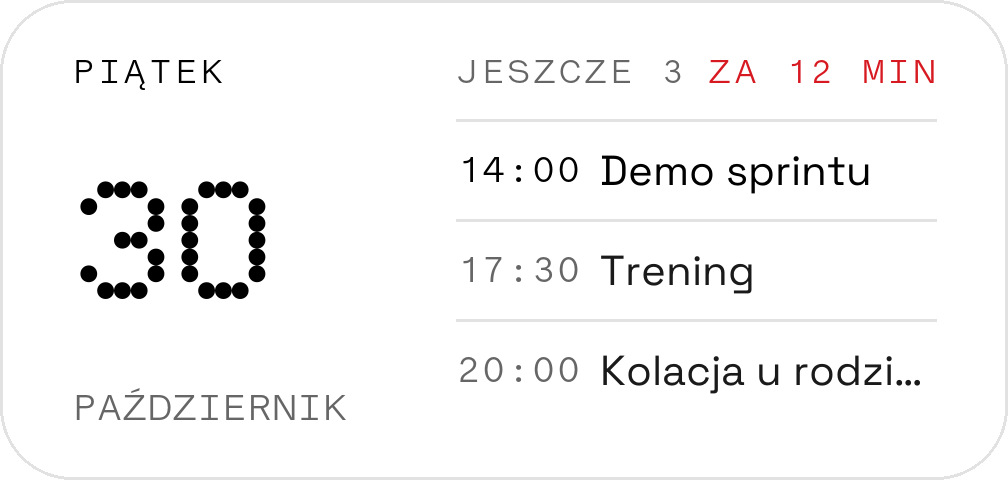 PIĄTEK
30
PAŹDZIERNIK
JESZCZE 3 ZA 12 MIN
14:00 Demo sprintu
17:30 Trening
20:00 Kolacja u rodzi…